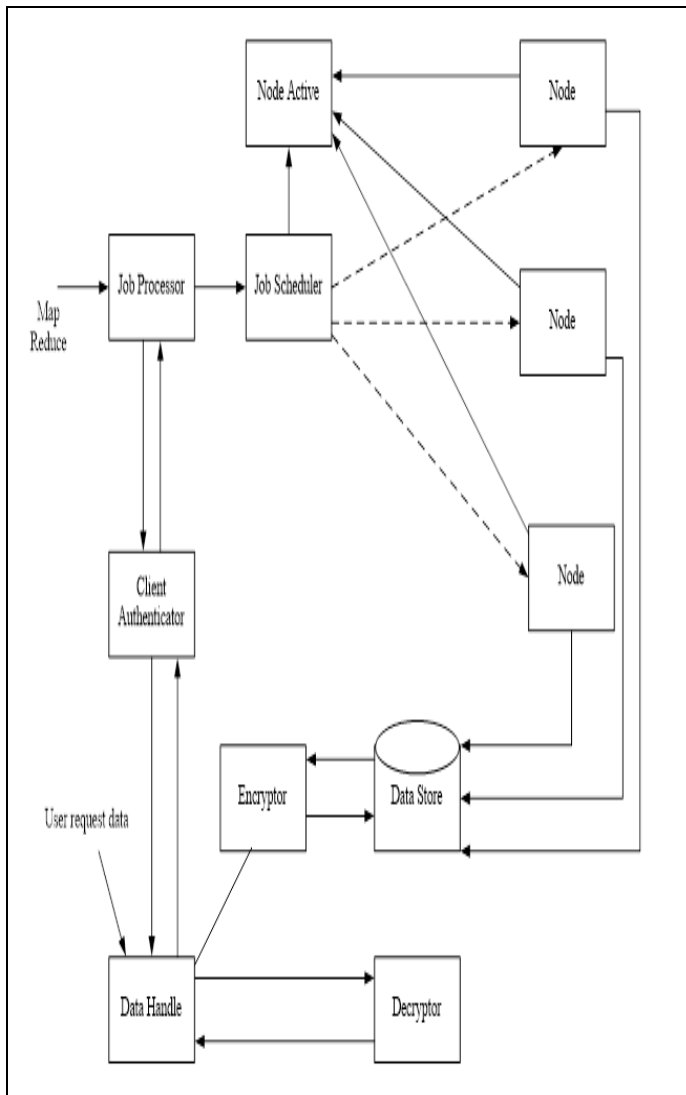 Node Active
Node
Job Processor
Job Scheduler
Map
Reduce
Node
Client
Authenticator
Node
Encryptor
Data Store
User request data
Data Handle
Decryptor